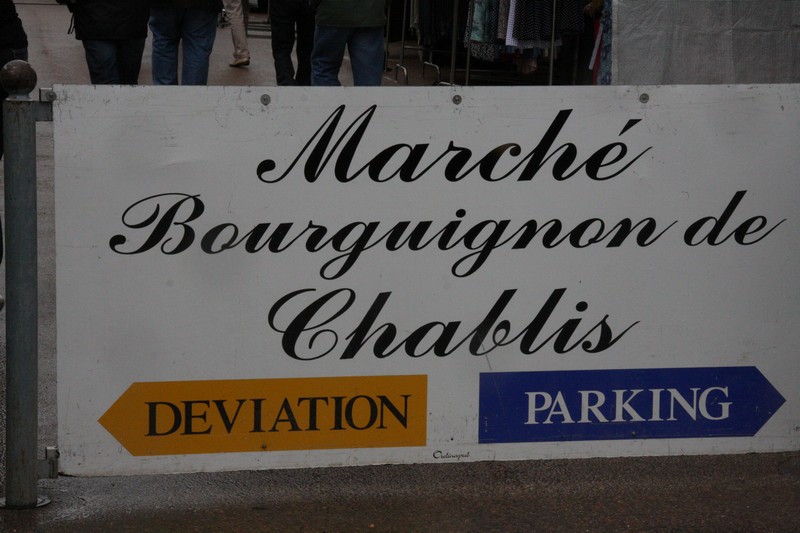 Marché
Bourguignon de
Chablis
DEVIATION
PARKING